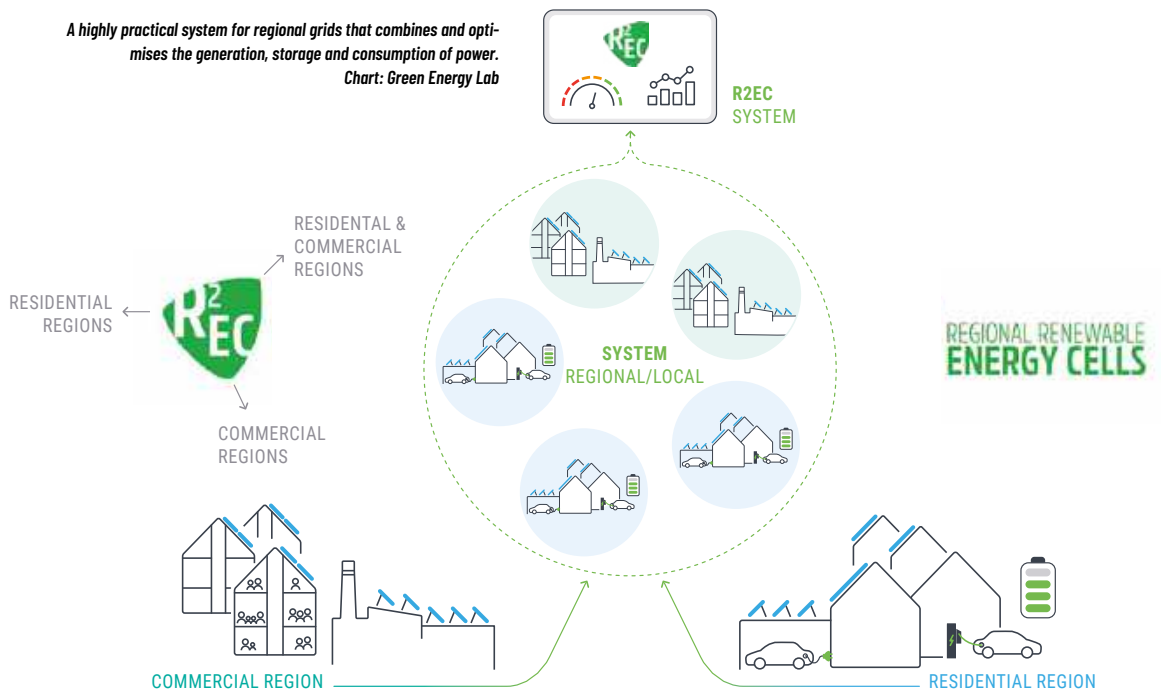 A highly practical system for regional grids that combines and opti-
mises the generation, storage and consumption of power.
Chart: Green Energy Lab
R²EC
R2EC
SYSTEM
RESIDENTAL &
COMMERCIAL
REGIONS
RESIDENTIAL
REGIONS
R²EC
COMMERCIAL
REGIONS
SYSTEM
REGIONAL/LOCAL
REGIONAL RENEWABLE
ENERGY CELLS
COMMERCIAL REGION
RESIDENTIAL REGION